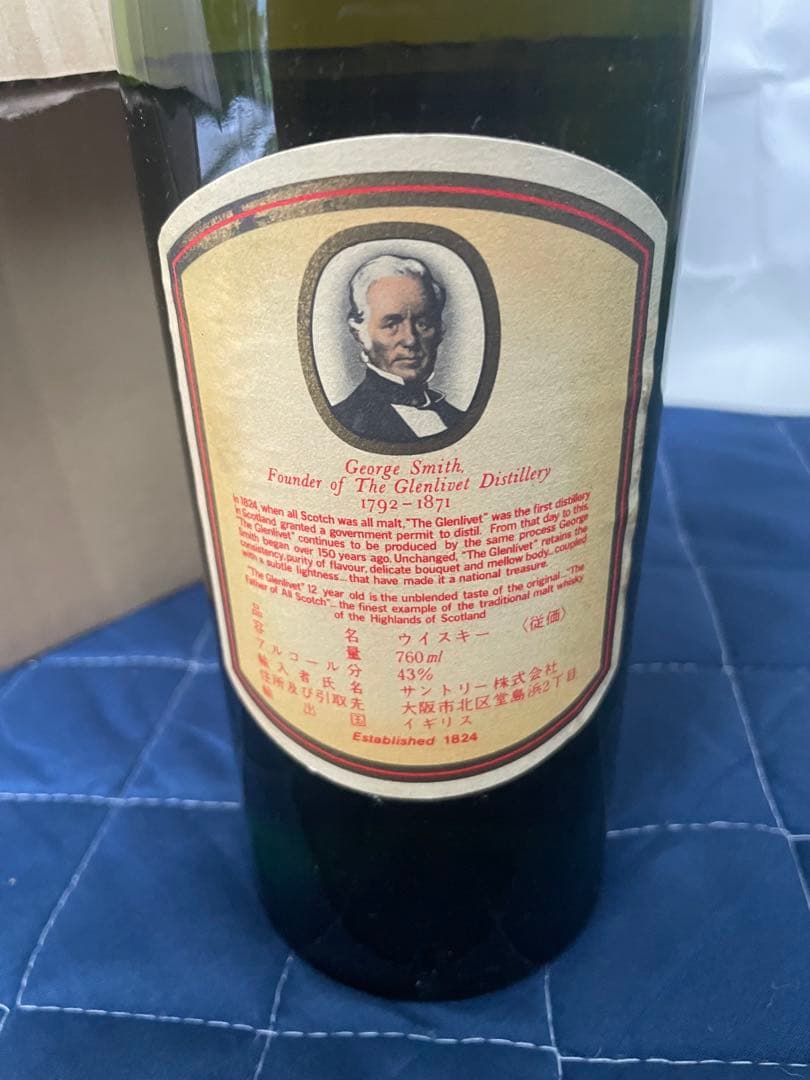 George Smith,
Founder of The Glenlivet Distillery
1792-1871
In 1824, when all Scotch was all malt, "The Glenlivet" was the first distillery
in Scotland granted a government permit to distil. From that day to this,
"The Glenlivet" continues to be produced by the same process George
Smith began over 150 years ago. Unchanged, "The Glenlivet" retains the
consistency, purity of flavour, delicate bouquet and mellow body...coupled
with a subtle lightness... that have made it a national treasure.
"The Glenlivet" 12 year old is the unblended taste of the original..."The
Father of All Scotch"... the finest example of the traditional malt whisky
of the Highlands of Scotland
品名 ウイスキー 〈従価〉
容量 760ml
アルコール分 43%
輸入者氏名 サントリー株式会社
住所及び引取先 大阪市北区堂島浜2丁目
輸出国 イギリス
Established 1824